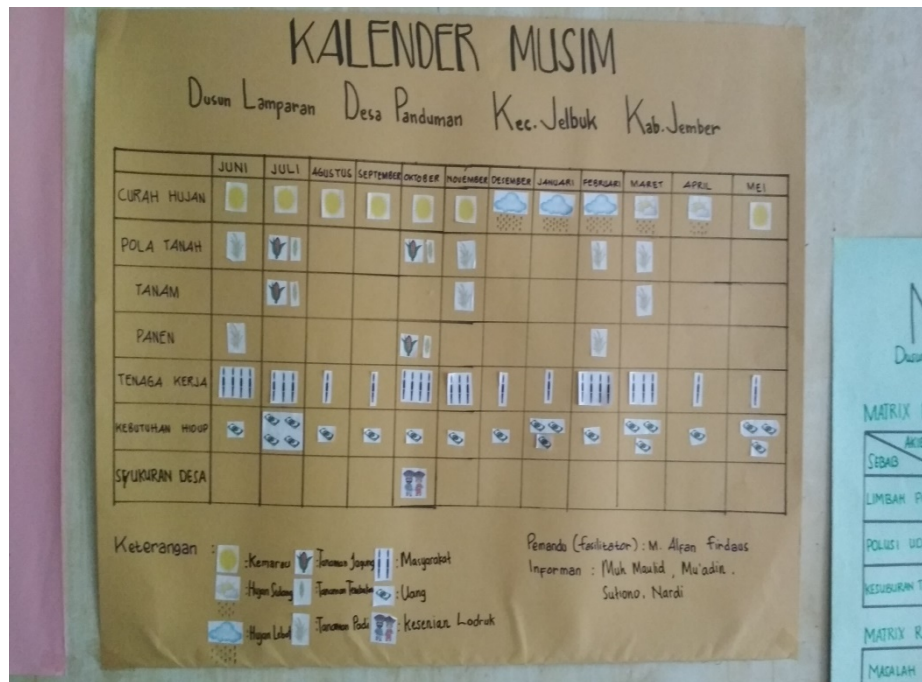 KALENDER MUSIM
Dusun Lamparan Desa Panduman Kec. Jelbuk Kab. Jember
JUNI JULI AGUSTUS SEPTEMBER OKTOBER NOVEMBER DESEMBER JANUARI FEBRUARI MARET APRIL MEI
CURAH HUJAN
POLA TANAH
TANAM
PANEN
TENAGA KERJA
KEBUTUHAN HIDUP
SYUKURAN DESA
Keterangan :
: Kemarau : Tanaman Jagung : Masyarakat
: Hujan Sedang : Tanaman Tembakau : Uang
: Hujan Lebat : Tanaman Padi : Kesenian Ludruk
Pemandu (fasilitator) : M. Alfan Firdaus
Informan : Muh Maulid, Mu'adin.
Sutiono. Nardi
MATRIX
SEBAB
LIMBAH
POLUSI
KESUBURAN
MATRIX
MASALAH